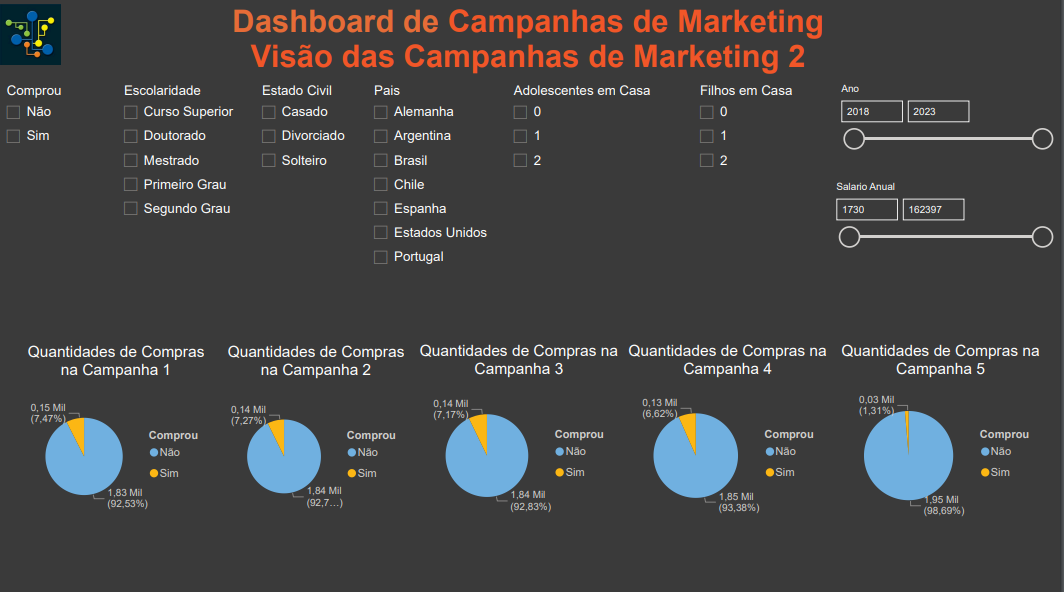 Dashboard de Campanhas de Marketing
Visão das Campanhas de Marketing 2
Comprou
Não
Sim
Escolaridade
Curso Superior
Doutorado
Mestrado
Primeiro Grau
Segundo Grau
Estado Civil
Casado
Divorciado
Solteiro
Pais
Alemanha
Argentina
Brasil
Chile
Espanha
Estados Unidos
Portugal
Adolescentes em Casa
0
1
2
Filhos em Casa
0
1
2
Ano
2018 2023
Salario Anual
1730 162397
Quantidades de Compras
na Campanha 1
0,15 Mil
(7,47%)
1,83 Mil
(92,53%)
Comprou
Não
Sim
Quantidades de Compras
na Campanha 2
0,14 Mil
(7,27%)
1,84 Mil
(92,7...)
Comprou
Não
Sim
Quantidades de Compras na
Campanha 3
0,14 Mil
(7,17%)
1,84 Mil
(92,83%)
Comprou
Não
Sim
Quantidades de Compras na
Campanha 4
0,13 Mil
(6,62%)
1,85 Mil
(93,38%)
Comprou
Não
Sim
Quantidades de Compras na
Campanha 5
0,03 Mil
(1,31%)
1,95 Mil
(98,69%)
Comprou
Não
Sim